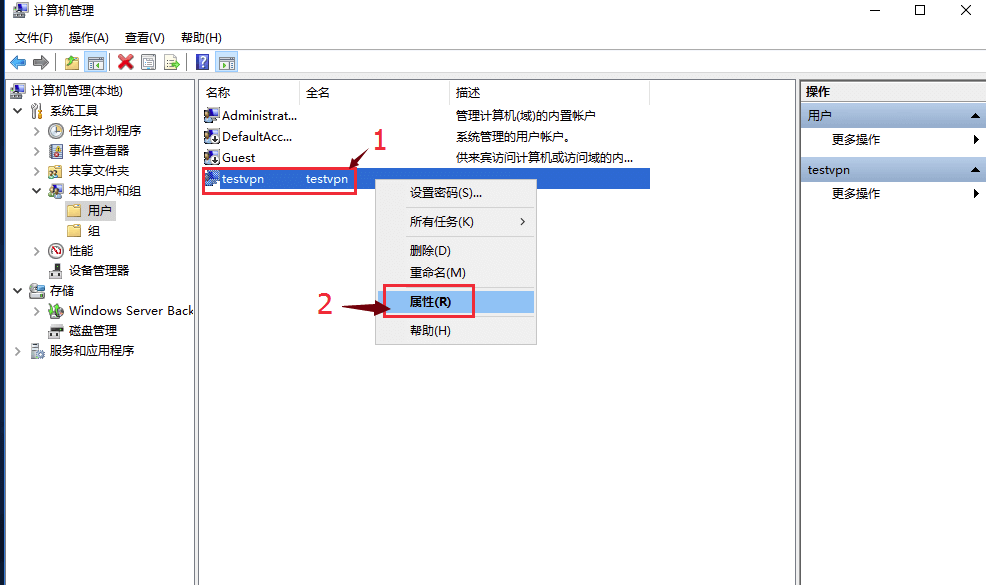 计算机管理
文件(F) 操作(A) 查看(V) 帮助(H)
计算机管理(本地)
系统工具
任务计划程序
事件查看器
共享文件夹
本地用户和组
用户
组
性能
设备管理器
存储
Windows Server Back
磁盘管理
服务和应用程序
名称 全名 描述
Administrat... 管理计算机(域)的内置帐户
DefaultAcc... 系统管理的用户帐户。
Guest 供来宾访问计算机或访问域的内...
testvpn testvpn
1
设置密码(S)...
所有任务(K)
删除(D)
重命名(M)
2
属性(R)
帮助(H)
操作
用户
更多操作
testvpn
更多操作